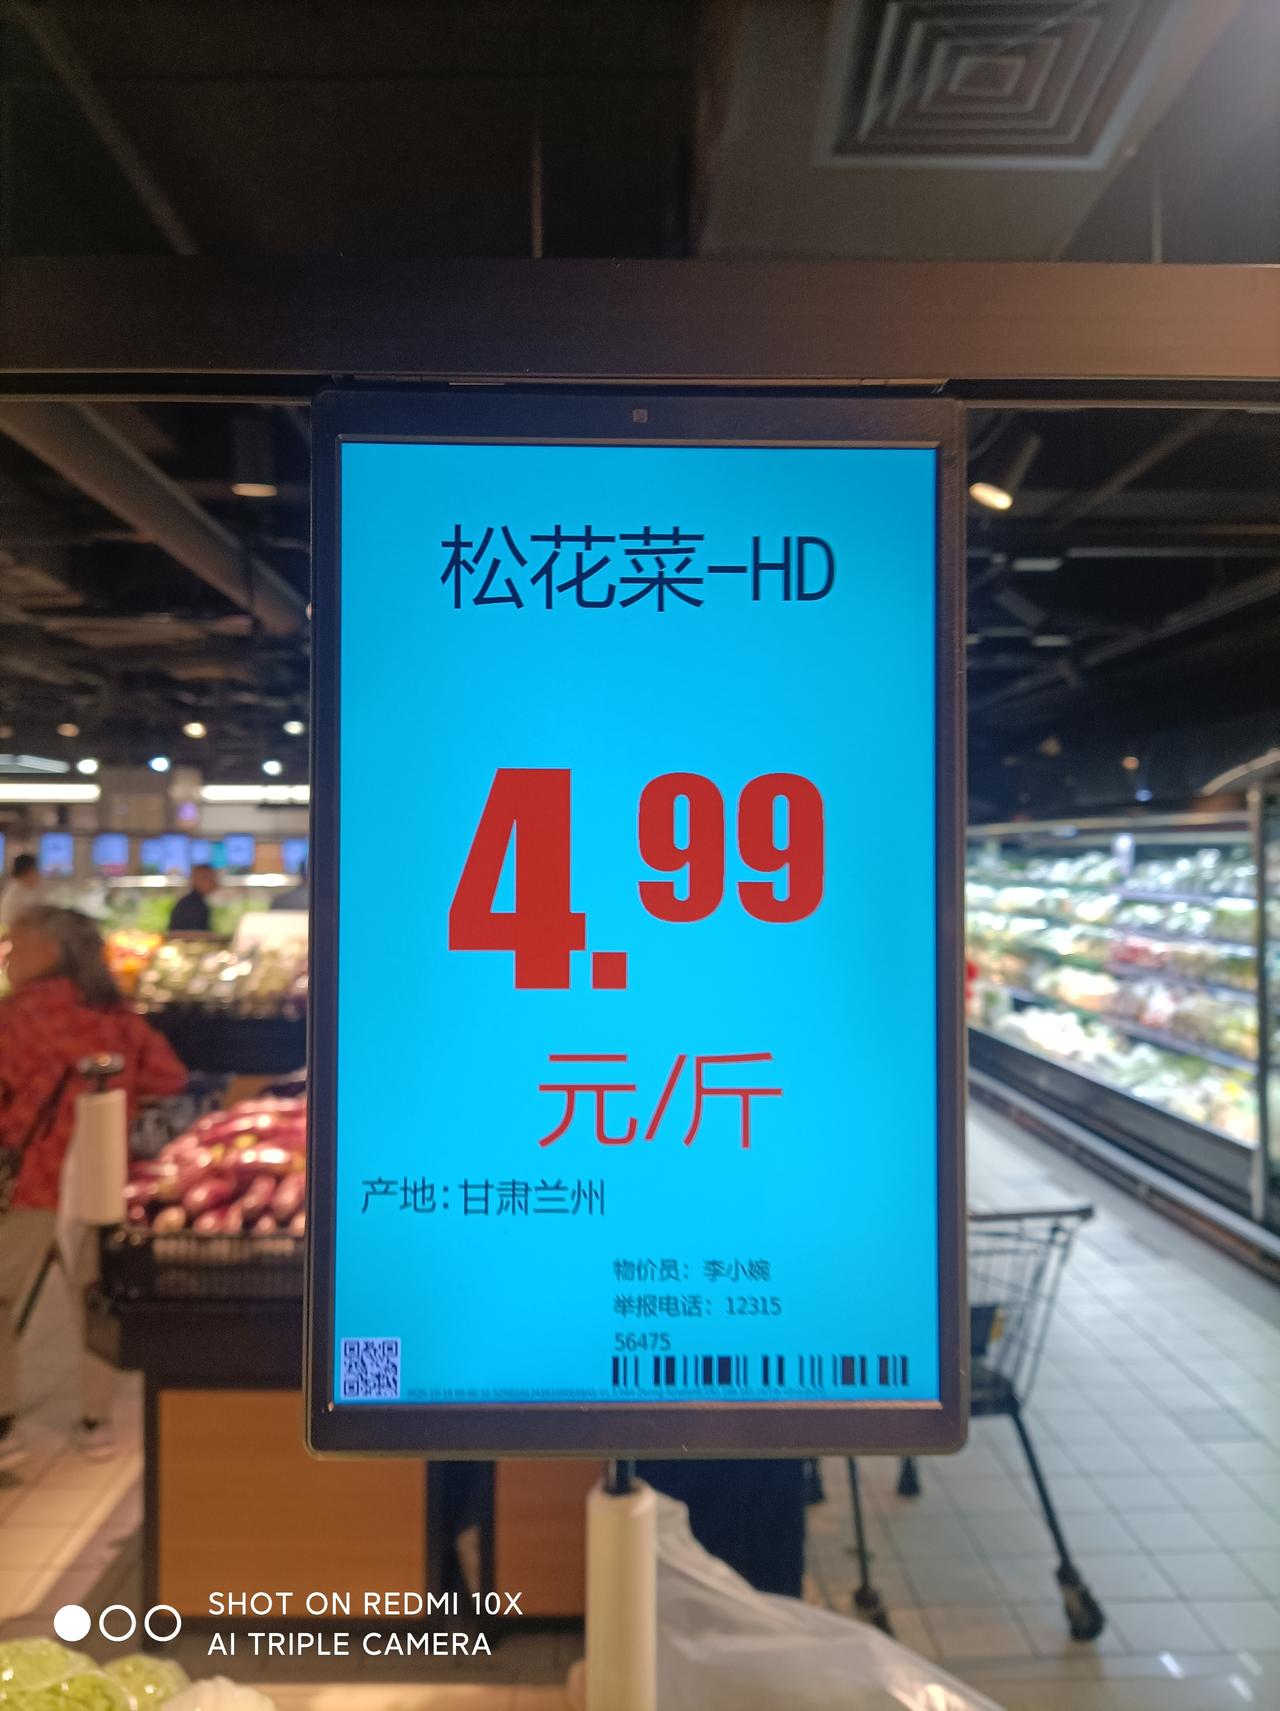 松花菜-HD
4.99
元/斤
产地:甘肃兰州
物价员：李小婉
举报电话：12315
56475
SHOT ON REDMI 10X
AI TRIPLE CAMERA